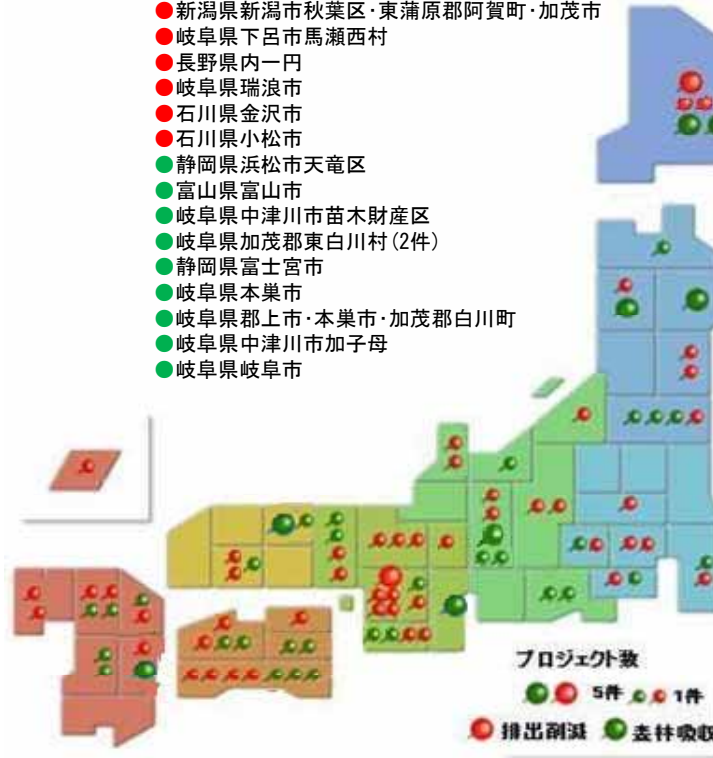 ●新潟県新潟市秋葉区･東蒲原郡阿賀町･加茂市
●岐阜県下呂市馬瀬西村
●長野県内一円
●岐阜県瑞浪市
●石川県金沢市
●石川県小松市
●静岡県浜松市天竜区
●富山県富山市
●岐阜県中津川市苗木財産区
●岐阜県加茂郡東白川村(2件)
●静岡県富士宮市
●岐阜県本巣市
●岐阜県郡上市･本巣市･加茂郡白川町
●岐阜県中津川市加子母
●岐阜県岐阜市
プロジェクト数
5件 1件
排出削減 森林吸収